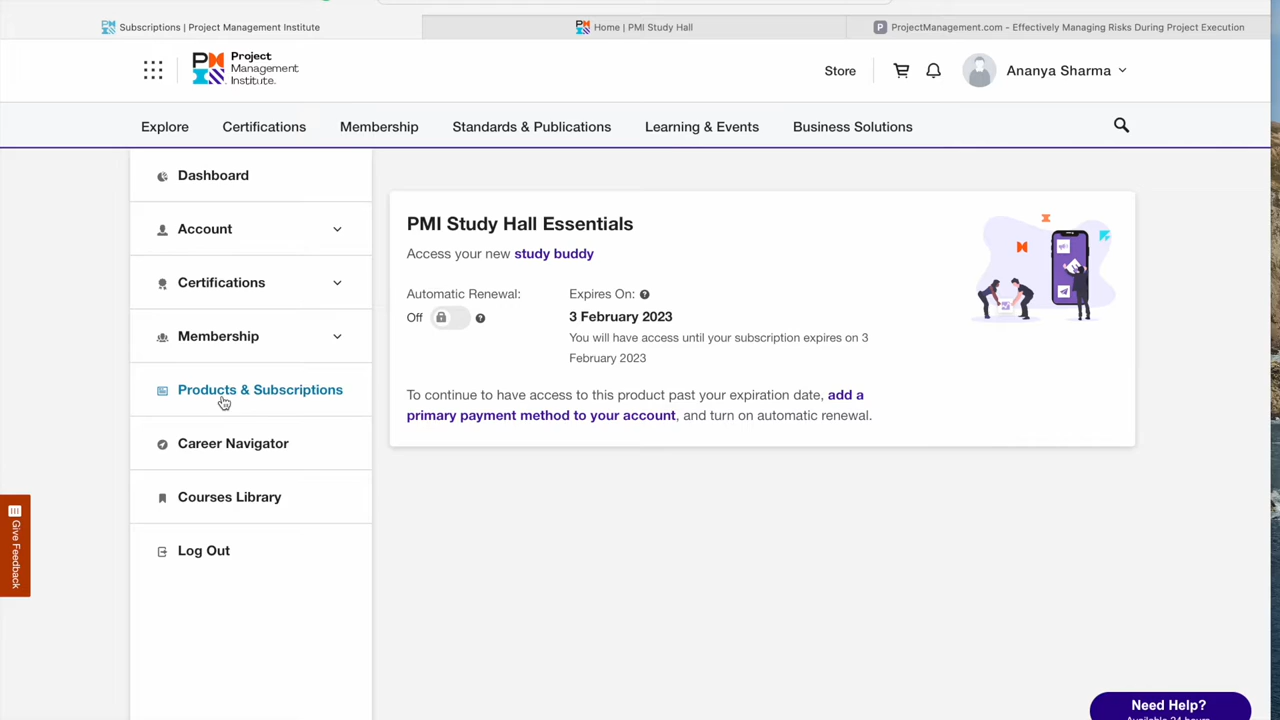 Subscriptions | Project Management Institute
Home | PMI Study Hall
ProjectManagement.com - Effectively Managing Risks During Project Execution
Project
Management
Institute.
Store
Ananya Sharma
Explore
Certifications
Membership
Standards & Publications
Learning & Events
Business Solutions
Dashboard
Account
Certifications
Membership
Products & Subscriptions
Career Navigator
Courses Library
Log Out
PMI Study Hall Essentials
Access your new study buddy
Automatic Renewal:
Off
Expires On:
3 February 2023
You will have access until your subscription expires on 3
February 2023
To continue to have access to this product past your expiration date, add a
primary payment method to your account, and turn on automatic renewal.
Give Feedback
Need Help?
Available 24 hours